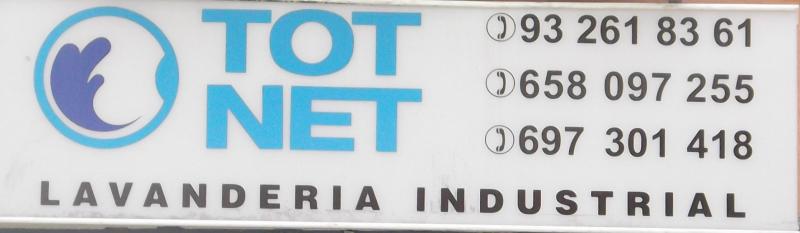 TOT
NET
93 261 83 61
658 097 255
697 301 418
LAVANDERIA INDUSTRIAL